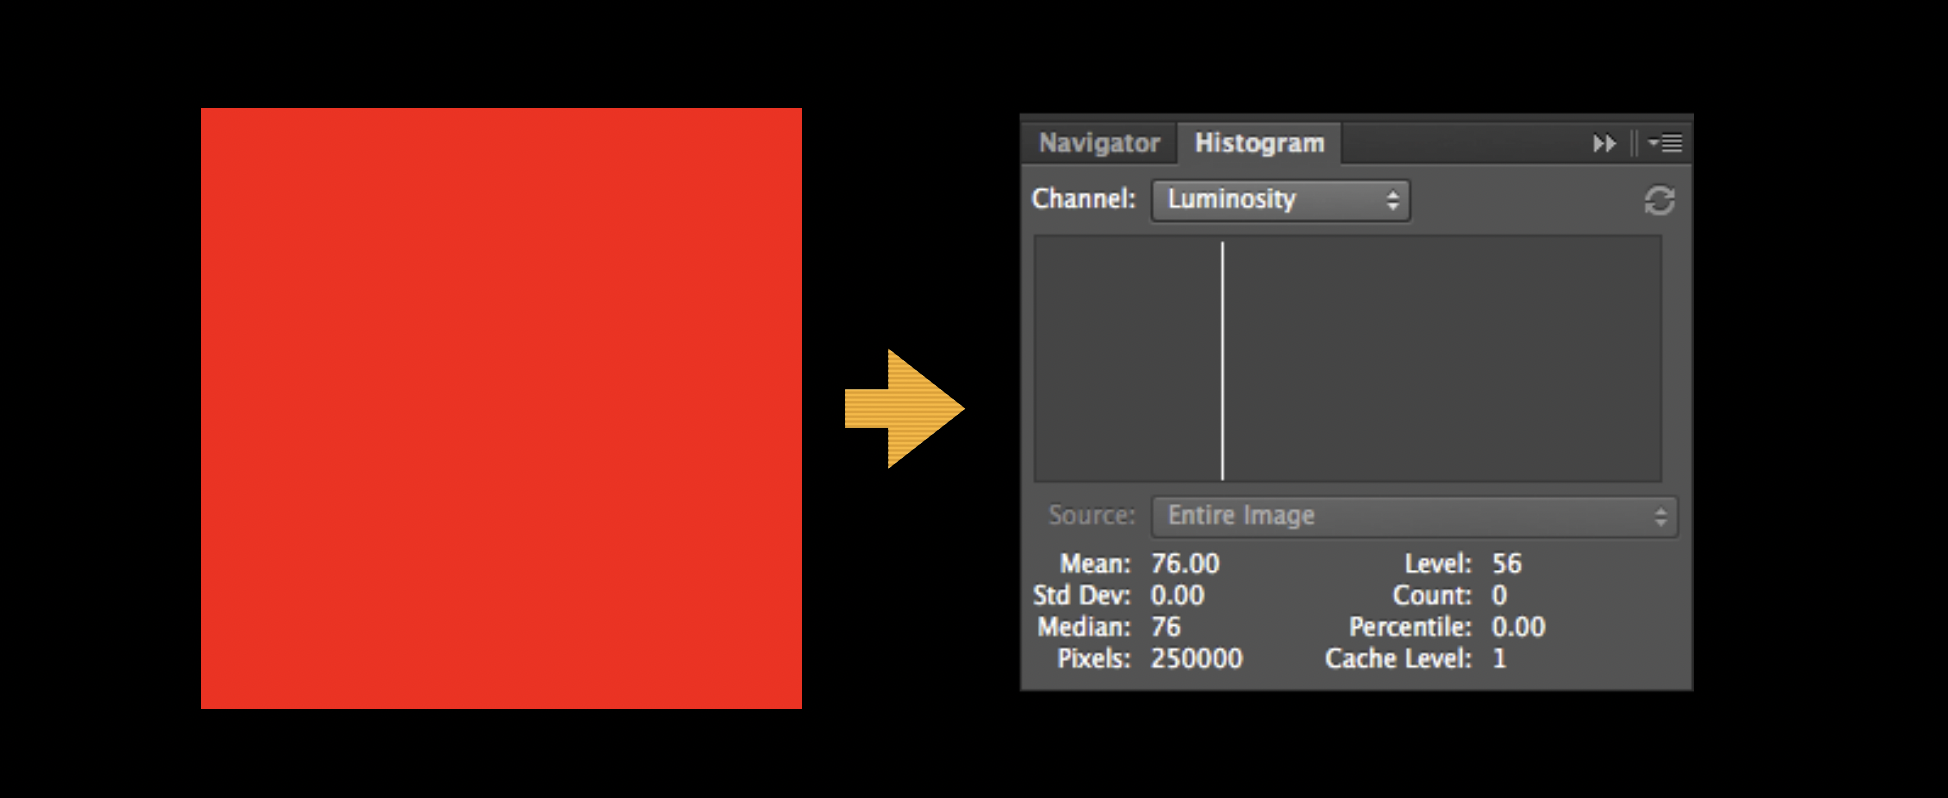 Navigator Histogram
Channel: Luminosity
Source: Entire Image
Mean: 76.00 Level: 56
Std Dev: 0.00 Count: 0
Median: 76 Percentile: 0.00
Pixels: 250000 Cache Level: 1